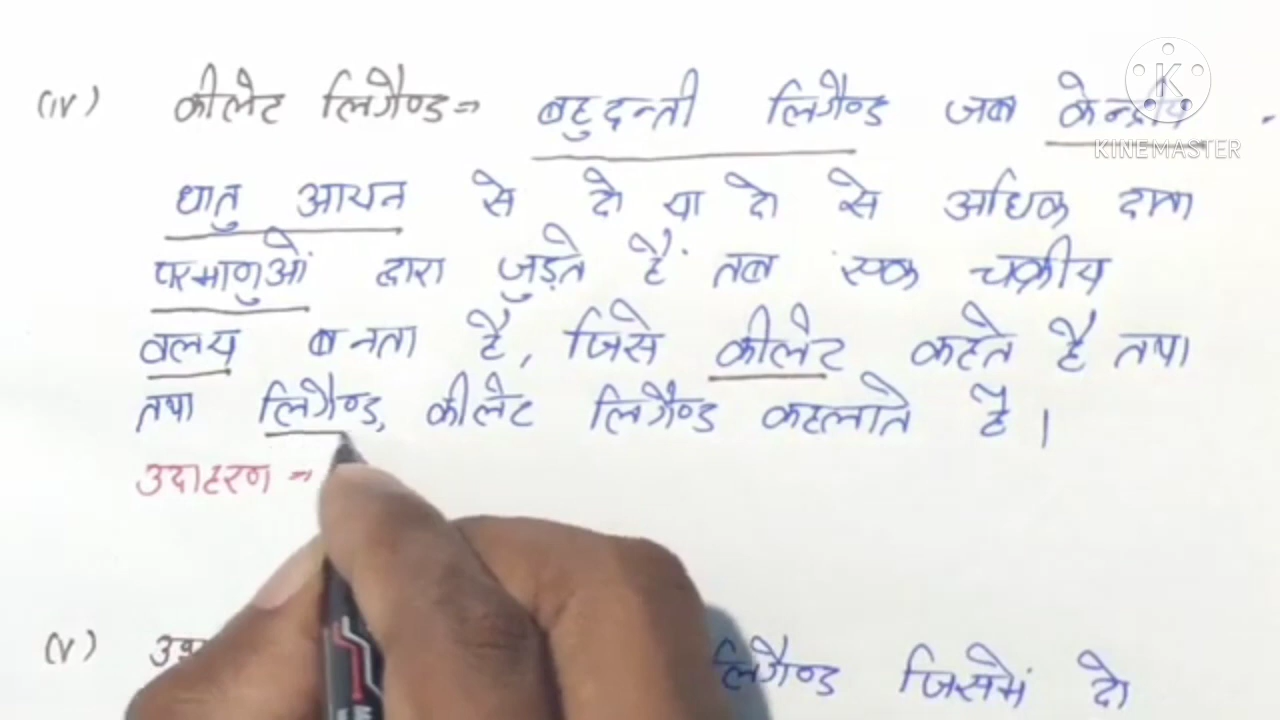 (iv) कीलेट लिगैण्ड ⇒ बहुदन्ती लिगैण्ड जब केन्द्रीय
धातु आयन से दो या दो से अधिक दाता
परमाणुओं द्वारा जुड़ते हैं तब एक चक्रीय
वलय बनता है, जिसे कीलेट कहते है तथा
तथा लिगैण्ड, कीलेट लिगैण्ड कहलाते है।
उदाहरण ⇒
(v) लिगैण्ड जिसमें दो
K
KINEMASTER